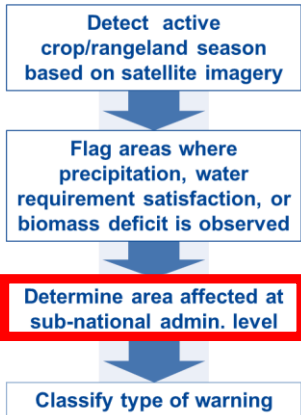 Detect active
crop/rangeland season
based on satellite imagery
Flag areas where
precipitation, water
requirement satisfaction, or
biomass deficit is observed
Determine area affected at
sub-national admin. level
Classify type of warning